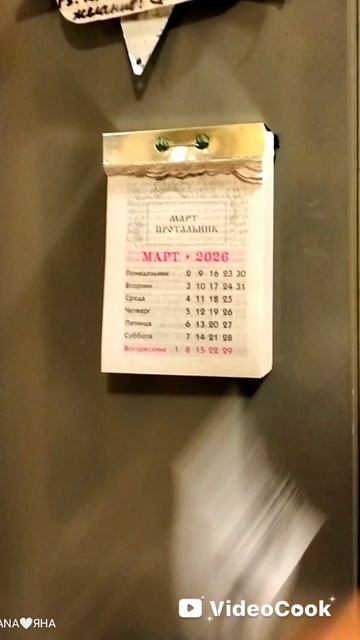 желание!
МАРТ
ПРОТАЛЬНИК
МАРТ • 2026
Понедельник 2 9 16 23 30
Вторник 3 10 17 24 31
Среда 4 11 18 25
Четверг 5 12 19 26
Пятница 6 13 20 27
Суббота 7 14 21 28
Воскресенье 1 8 15 22 29
VideoCook
ANA🤍ЯНА